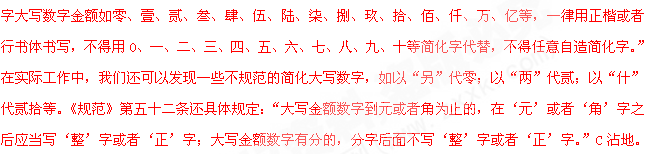 字大写数字金额如零、壹、贰、叁、肆、伍、陆、柒、捌、玖、拾、佰、仟、万、亿等，一律用正楷或者
行书体书写，不得用 0、一、二、三、四、五、六、七、八、九、十等简化字代替，不得任意自造简化字。”
在实际工作中，我们还可以发现一些不规范的简化大写数字，如以“另”代零；以“两”代贰；以“什”
代贰拾等。《规范》第五十二条还具体规定：“大写金额数字到元或者角为止的，在‘元’或者‘角’字之
后应当写‘整’字或者‘正’字；大写金额数字有分的，分字后面不写‘整’字或者‘正’字。”C 沾地。